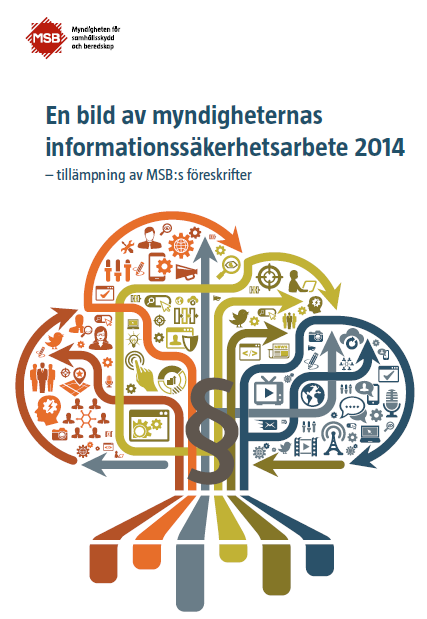 MSB
Myndigheten för
samhällsskydd
och beredskap
En bild av myndigheternas
informationssäkerhetsarbete 2014
– tillämpning av MSB:s föreskrifter
§